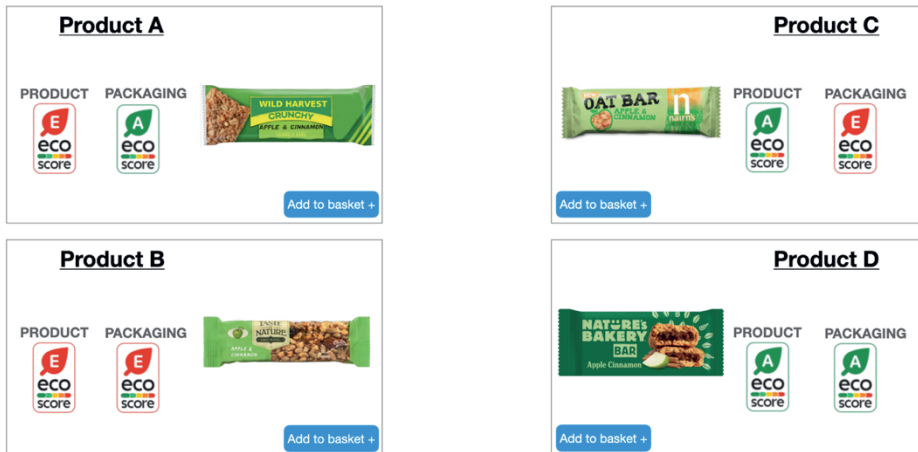 Product A
PRODUCT PACKAGING
E A
eco eco
score score
WILD HARVEST
CRUNCHY
APPLE & CINNAMON
Add to basket +
Product C
OAT BAR
APPLE &
CINNAMON
n
nairn's
PRODUCT PACKAGING
A E
eco eco
score score
Add to basket +
Product B
PRODUCT PACKAGING
E E
eco eco
score score
TASTE
OF
NATURE
APPLE &
CINNAMON
Add to basket +
Product D
NATURE'S
BAKERY
BAR
Apple Cinnamon
PRODUCT PACKAGING
A A
eco eco
score score
Add to basket +